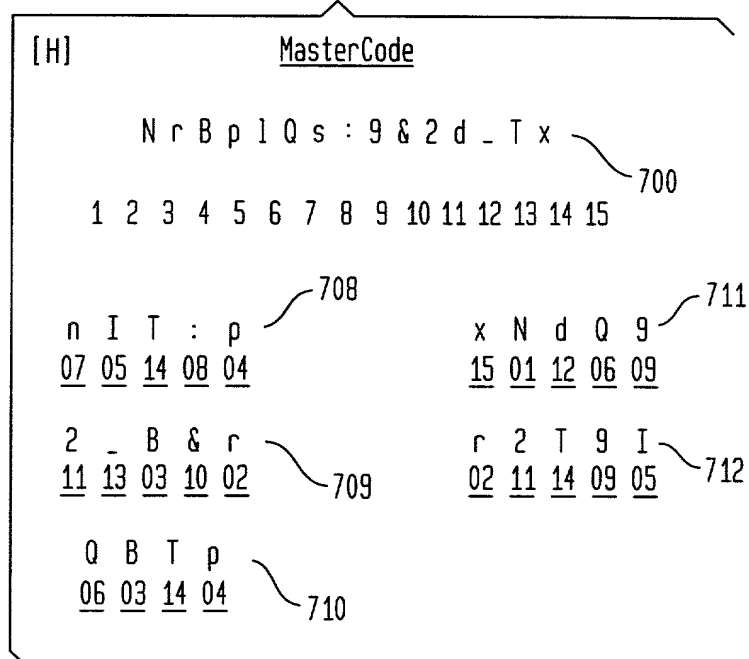 [H] MasterCode
N r B p l Q s : 9 & 2 d _ T x
700
1 2 3 4 5 6 7 8 9 10 11 12 13 14 15
708
711
n I T : p
x N d Q 9
07 05 14 08 04
15 01 12 06 09
2 _ B & r
r 2 T 9 I
11 13 03 10 02
709
02 11 14 09 05
712
Q B T p
06 03 14 04
710